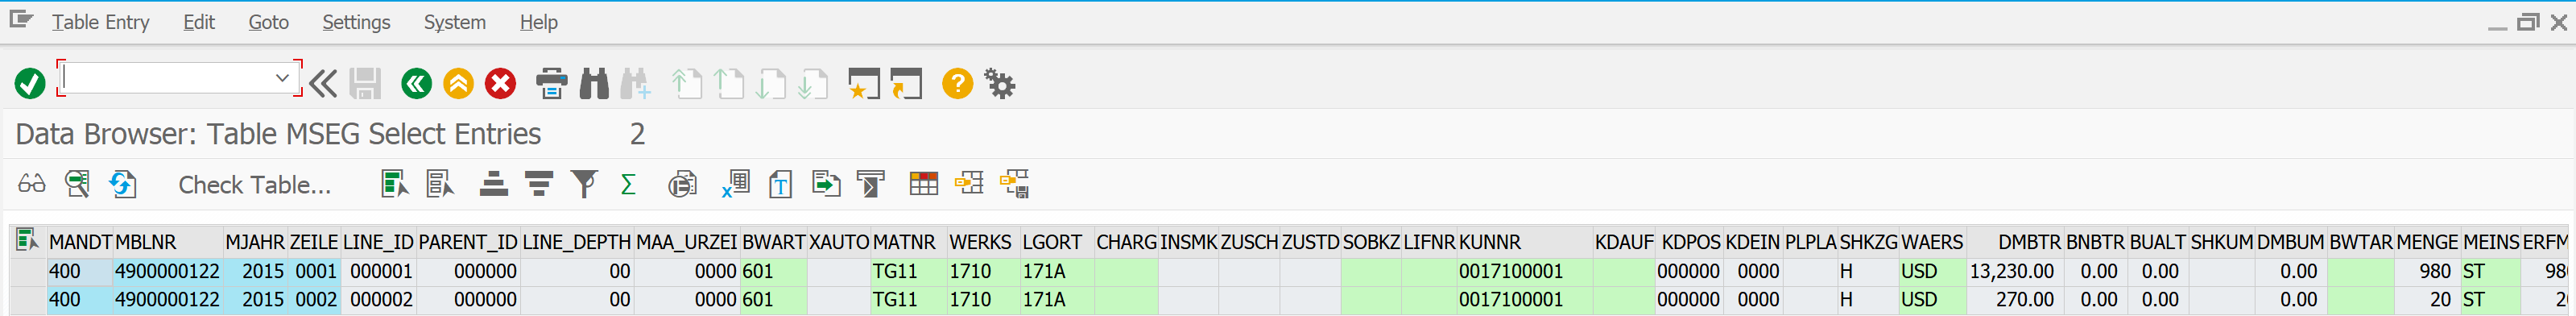 Table Entry Edit Goto Settings System Help
Data Browser: Table MSEG Select Entries 2
Check Table...
MANDT MBLNR MJAHR ZEILE LINE_ID PARENT_ID LINE_DEPTH MAA_URZEI BWART XAUTO MATNR WERKS LGORT CHARG INSMK ZUSCH ZUSTD SOBKZ LIFNR KUNNR KDAUF KDPOS KDEIN PLPLA SHKZG WAERS DMBTR BNBTR BUALT SHKUM DMBUM BWTAR MENGE MEINS ERFM
400 4900000122 2015 0001 000001 000000 00 0000 601 TG11 1710 171A 0017100001 000000 0000 H USD 13,230.00 0.00 0.00 0.00 980 ST 980
400 4900000122 2015 0002 000002 000000 00 0000 601 TG11 1710 171A 0017100001 000000 0000 H USD 270.00 0.00 0.00 0.00 20 ST